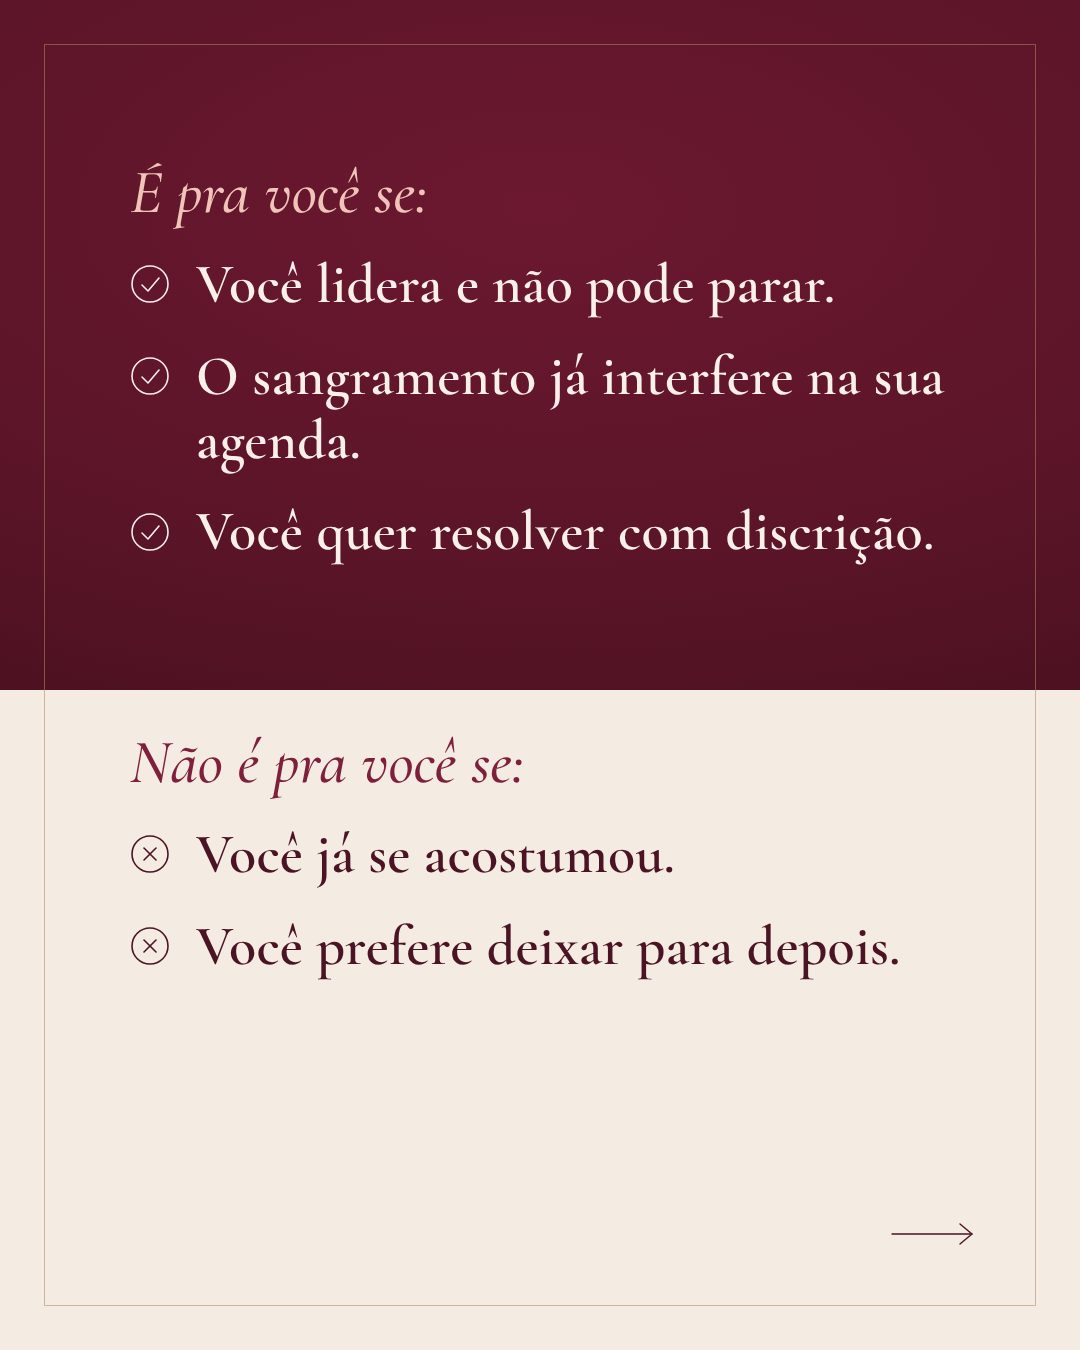 É pra você se:
Você lidera e não pode parar.
O sangramento já interfere na sua
agenda.
Você quer resolver com discrição.
Não é pra você se:
Você já se acostumou.
Você prefere deixar para depois.